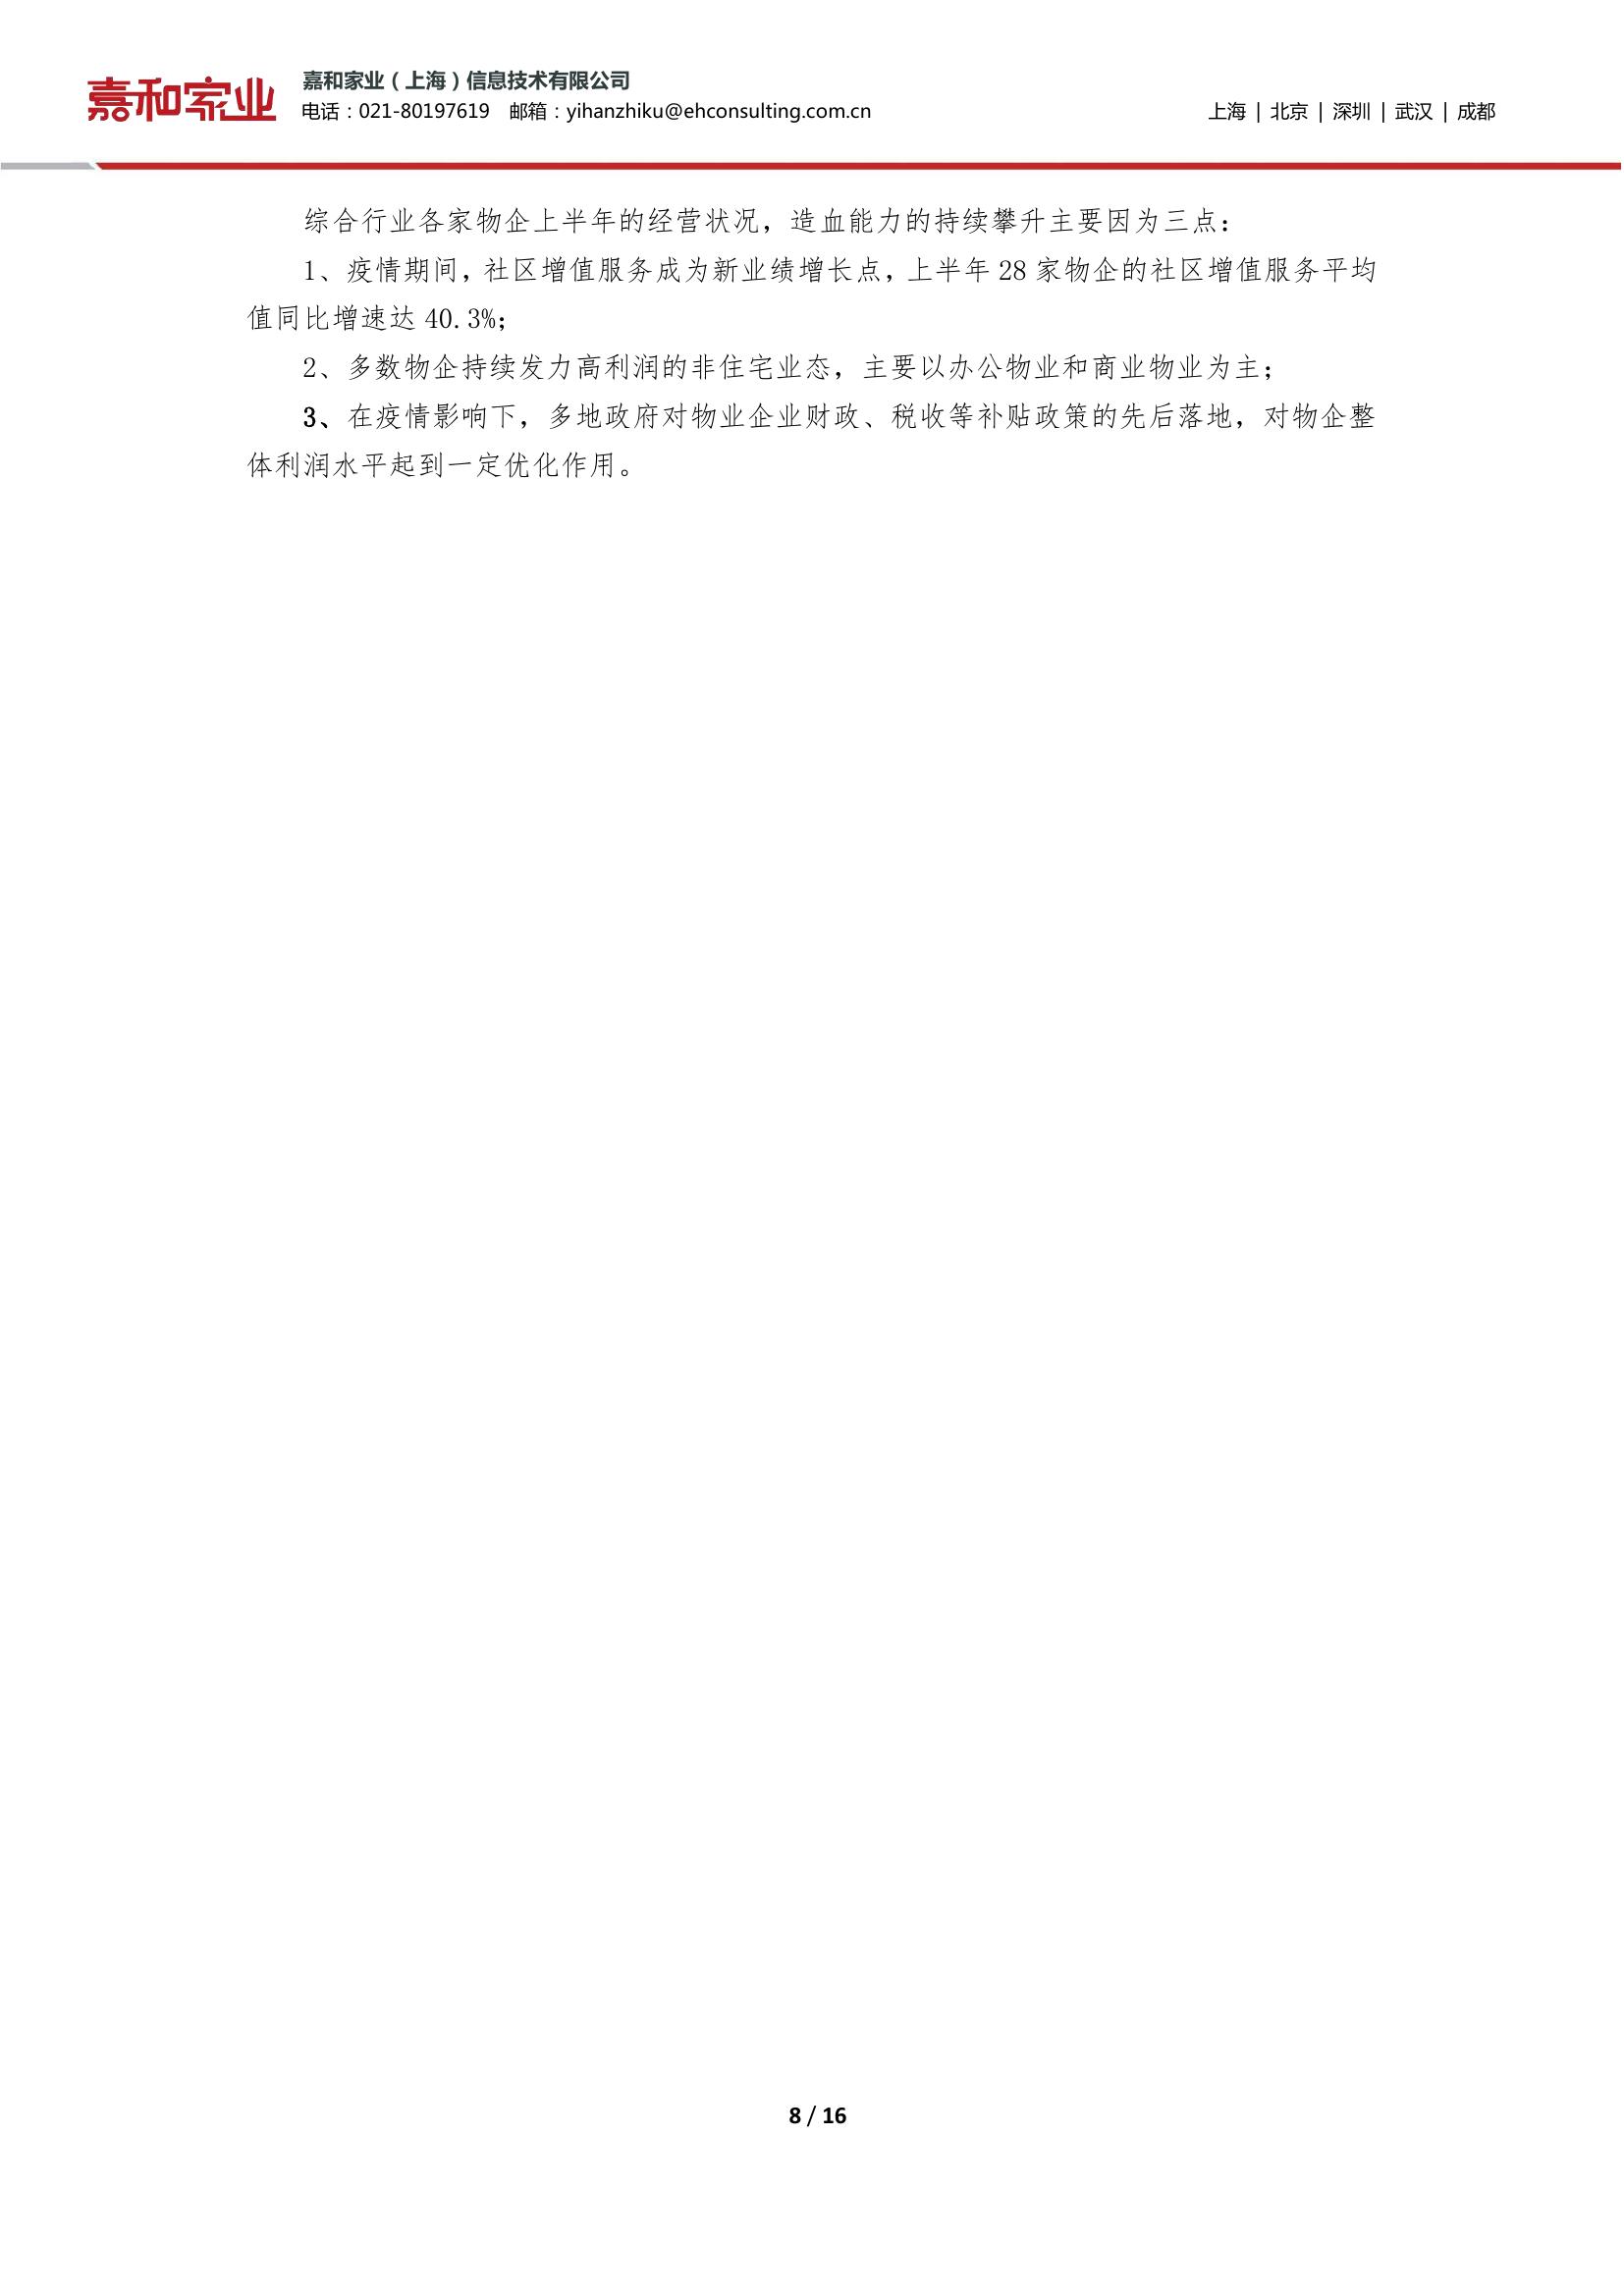 嘉和家业
嘉和家业（上海）信息技术有限公司
电话：021-80197619 邮箱：yihanzhiku@ehconsulting.com.cn
上海 | 北京 | 深圳 | 武汉 | 成都
综合行业各家物企上半年的经营状况，造血能力的持续攀升主要因为三点：
1、疫情期间，社区增值服务成为新业绩增长点，上半年 28 家物企的社区增值服务平均
值同比增速达 40.3%；
2、多数物企持续发力高利润的非住宅业态，主要以办公物业和商业物业为主；
3、在疫情影响下，多地政府对物业企业财政、税收等补贴政策的先后落地，对物企整
体利润水平起到一定优化作用。
8 / 16